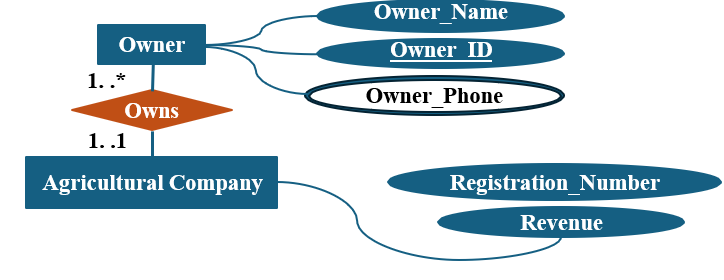 Owner_Name
Owner
Owner_ID
1. .*
Owner_Phone
Owns
1. .1
Agricultural Company
Registration_Number
Revenue